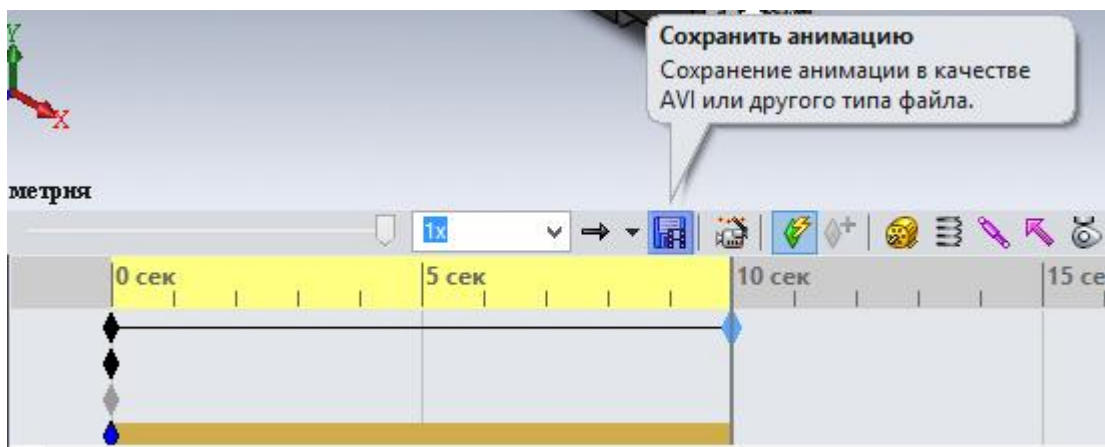 Y
Сохранить анимацию
Сохранение анимации в качестве
AVI или другого типа файла.
X
метрия
1x
0 сек 5 сек 10 сек 15 се